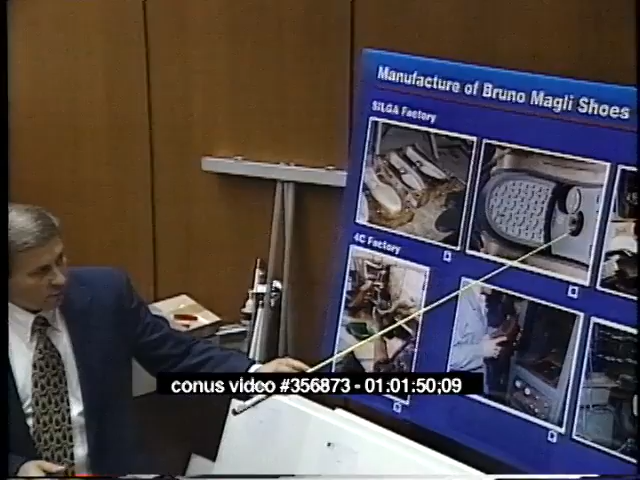 Manufacture of Bruno Magli Shoes
SILGA Factory
4C Factory
conus video #356873 - 01:01:50;09